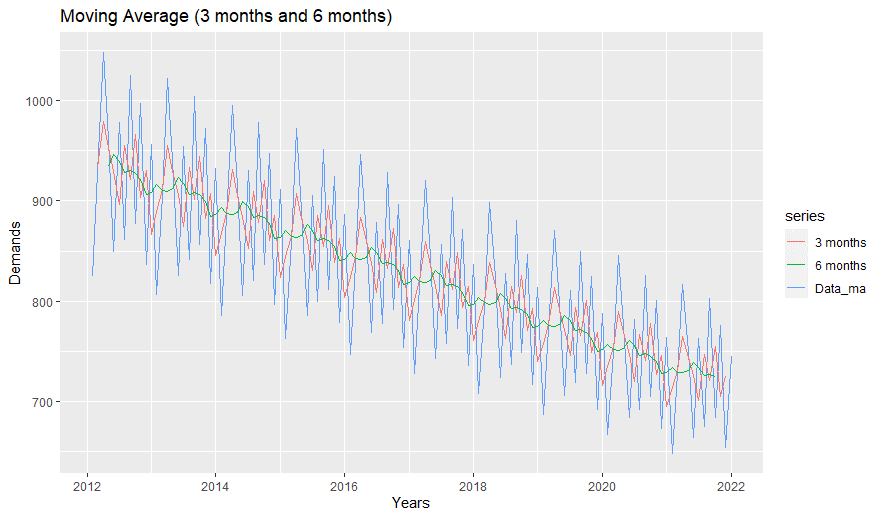 Moving Average (3 months and 6 months)
1000
900
800
700
Demands
2012
2014
2016
2018
2020
2022
Years
series
3 months
6 months
Data_ma